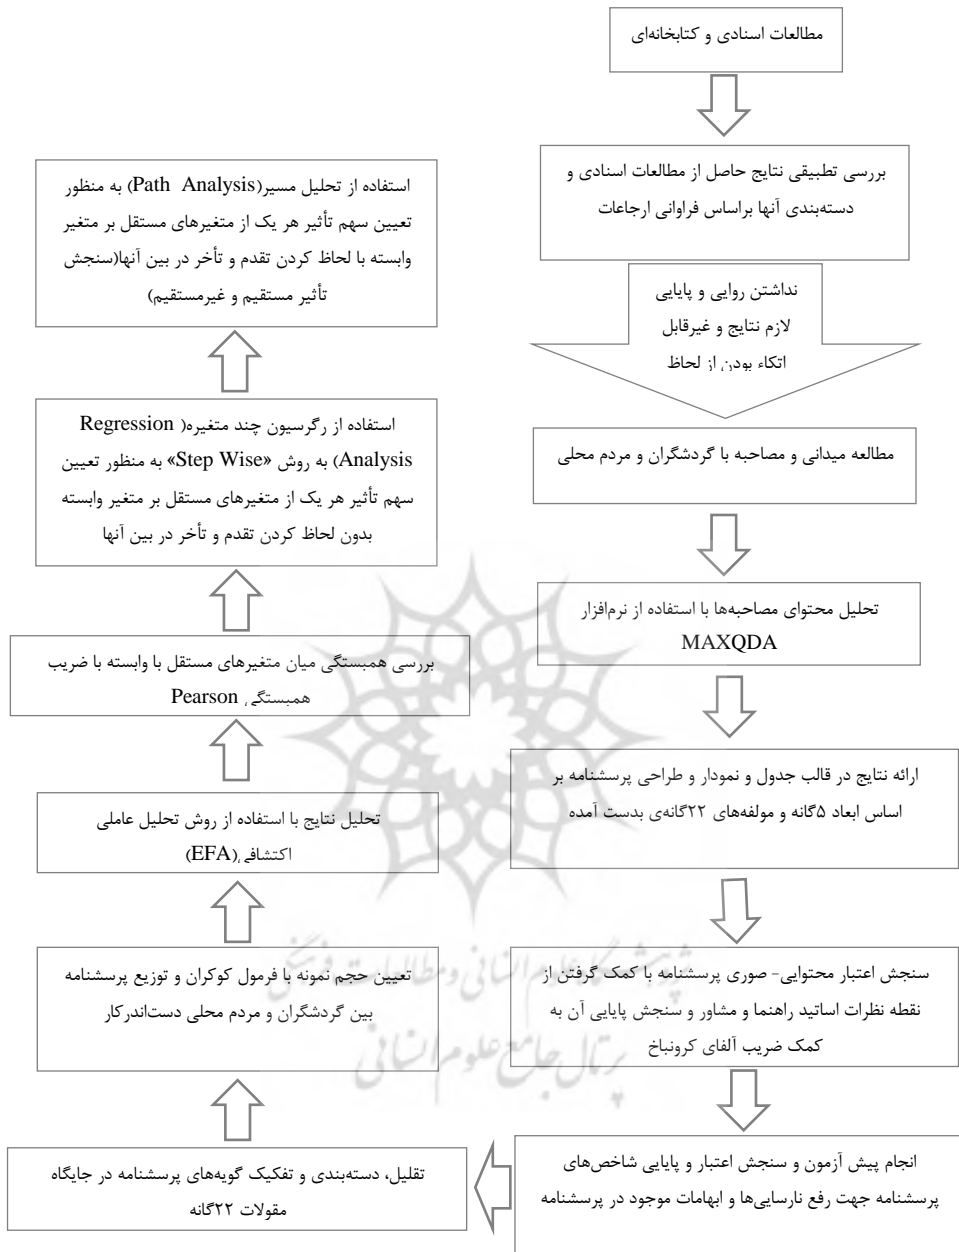 مطالعات اسنادی و کتابخانه‌ای
بررسی تطبیقی نتایج حاصل از مطالعات اسنادی و
دسته‌بندی آنها براساس فراوانی ارجاعات
نداشتن روایی و پایایی
لازم نتایج و غیرقابل
اتکاء بودن از لحاظ
مطالعه میدانی و مصاحبه با گردشگران و مردم محلی
تحلیل محتوای مصاحبه‌ها با استفاده از نرم‌افزار
MAXQDA
ارائه نتایج در قالب جدول و نمودار و طراحی پرسشنامه بر
اساس ابعاد ۵گانه و مولفه‌های ۲۲گانه‌ی بدست آمده
سنجش اعتبار محتوایی- صوری پرسشنامه با کمک گرفتن از
نقطه نظرات اساتید راهنما و مشاور و سنجش پایایی آن به
کمک ضریب آلفای کرونباخ
انجام پیش آزمون و سنجش اعتبار و پایایی شاخص‌های
پرسشنامه جهت رفع نارسایی‌ها و ابهامات موجود در پرسشنامه
تقلیل، دسته‌بندی و تفکیک گویه‌های پرسشنامه در جایگاه
مقولات ۲۲گانه
تعیین حجم نمونه با فرمول کوکران و توزیع پرسشنامه
بین گردشگران و مردم محلی دست‌اندرکار
تحلیل نتایج با استفاده از روش تحلیل عاملی
اکتشافی(EFA)
بررسی همبستگی میان متغیرهای مستقل با وابسته با ضریب
همبستگی Pearson
استفاده از رگرسیون چند متغیره( Regression
Analysis) به روش «Step Wise» به منظور تعیین
سهم تأثیر هر یک از متغیرهای مستقل بر متغیر وابسته
بدون لحاظ کردن تقدم و تأخر در بین آنها
استفاده از تحلیل مسیر(Path Analysis) به منظور
تعیین سهم تأثیر هر یک از متغیرهای مستقل بر متغیر
وابسته با لحاظ کردن تقدم و تأخر در بین آنها(سنجش
تأثیر مستقیم و غیرمستقیم)
پژوهشگاه علوم انسانی و مطالعات فرهنگی
پرتال جامع علوم انسانی